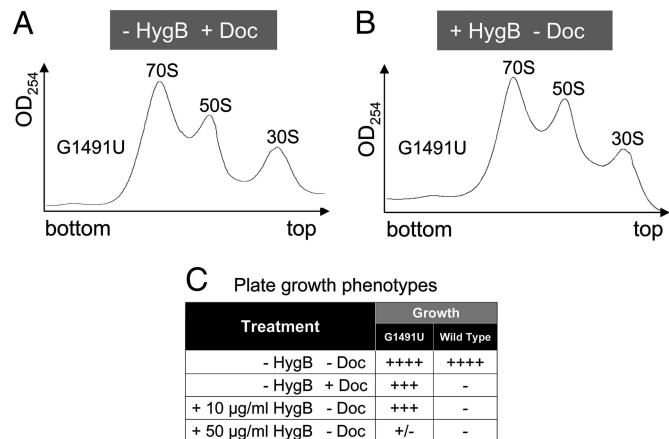 A
- HygB + Doc
OD254
70S
50S
30S
G1491U
bottom top
B
+ HygB - Doc
OD254
70S
50S
30S
G1491U
bottom top
C Plate growth phenotypes
Treatment Growth
G1491U Wild Type
- HygB - Doc ++++ ++++
- HygB + Doc +++ -
+ 10 µg/ml HygB - Doc +++ -
+ 50 µg/ml HygB - Doc +/- -